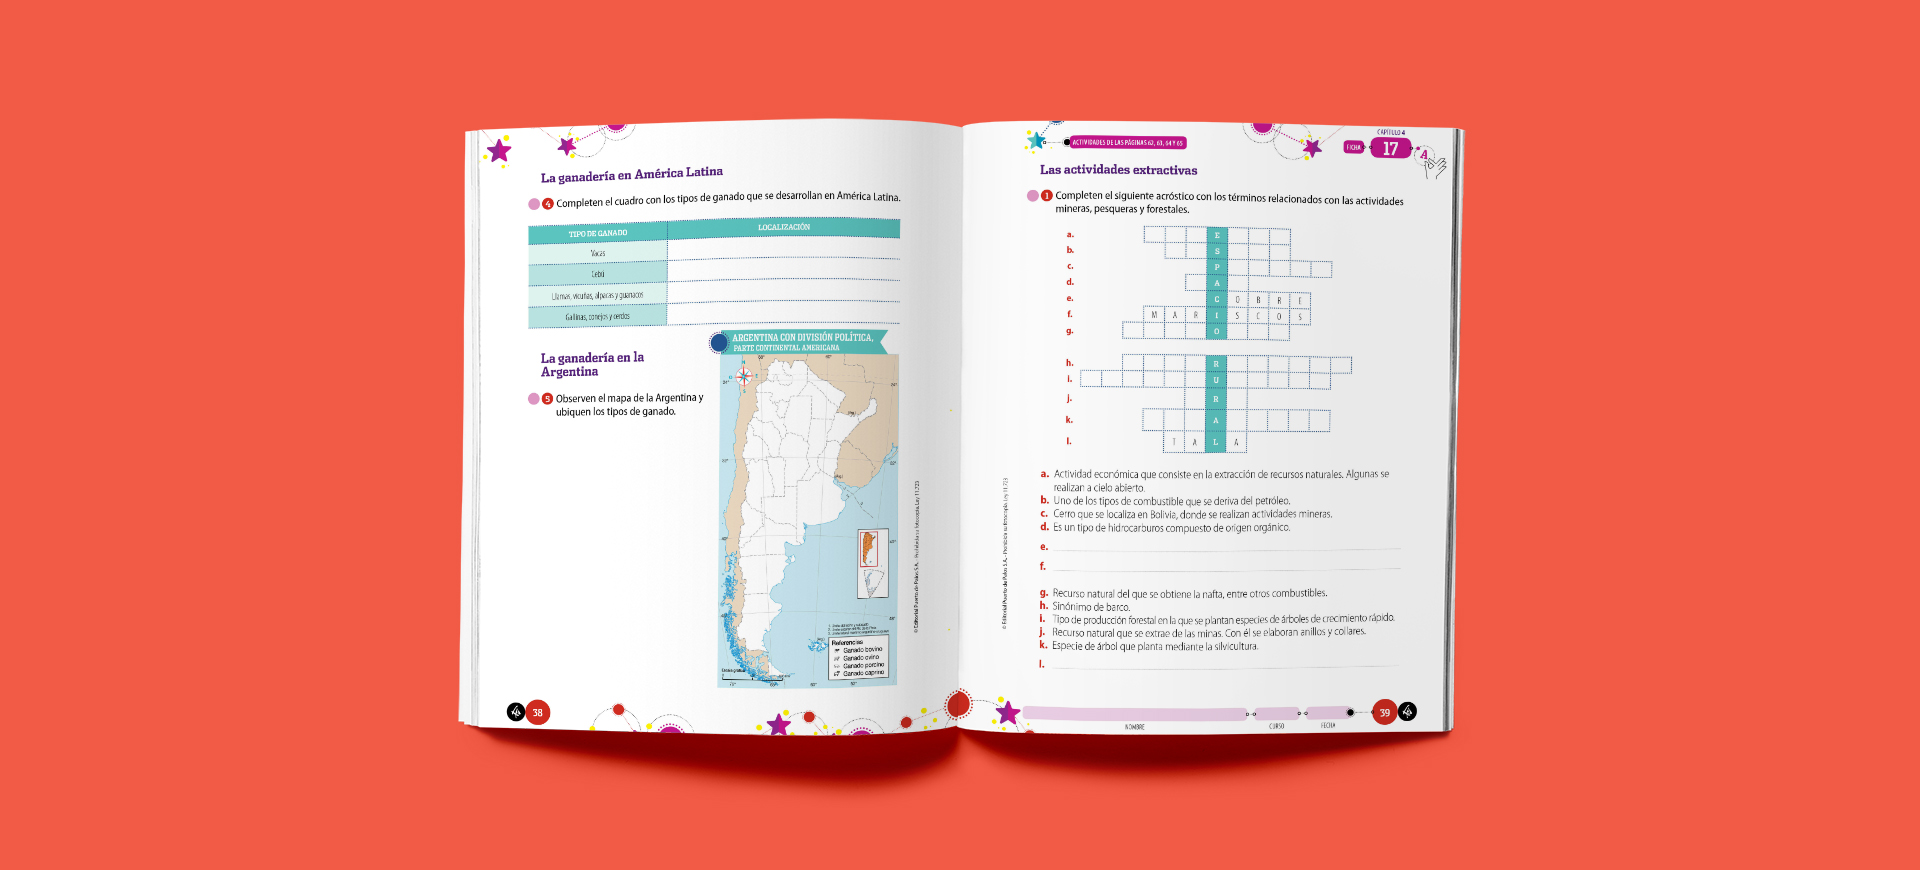 La ganadería en América Latina
4 Completen el cuadro con los tipos de ganado que se desarrollan en América Latina.
TIPO DE GANADO LOCALIZACIÓN
Vacas
Cebú
Llamas, vicuñas, alpacas y guanacos
Gallinas, conejos y cerdos
La ganadería en la
Argentina
5 Observen el mapa de la Argentina y
ubiquen los tipos de ganado.
ARGENTINA CON DIVISIÓN POLÍTICA,
PARTE CONTINENTAL AMERICANA
Referencias
Ganado bovino
Ganado ovino
Ganado porcino
Ganado caprino
© Editorial Puerto de Palos S.A. - Prohibida su fotocopia. Ley 11.723
38
ACTIVIDADES DE LAS PÁGINAS 62, 63, 64 Y 65
CAPÍTULO 4
FICHA 17 A
Las actividades extractivas
1 Completen el siguiente acróstico con los términos relacionados con las actividades
mineras, pesqueras y forestales.
a. E
b. S
c. P
d. A
e. C O B R E
f. M A R I S C O S
g. O
h. R
i. U
j. R
k. A
l. T A L A
a. Actividad económica que consiste en la extracción de recursos naturales. Algunas se
realizan a cielo abierto.
b. Uno de los tipos de combustible que se deriva del petróleo.
c. Cerro que se localiza en Bolivia, donde se realizan actividades mineras.
d. Es un tipo de hidrocarburos compuesto de origen orgánico.
e.
f.
g. Recurso natural del que se obtiene la nafta, entre otros combustibles.
h. Sinónimo de barco.
i. Tipo de producción forestal en la que se plantan especies de árboles de crecimiento rápido.
j. Recurso natural que se extrae de las minas. Con él se elaboran anillos y collares.
k. Especie de árbol que planta mediante la silvicultura.
l.
© Editorial Puerto de Palos S.A. - Prohibida su fotocopia. Ley 11.723
NOMBRE CURSO FECHA
39